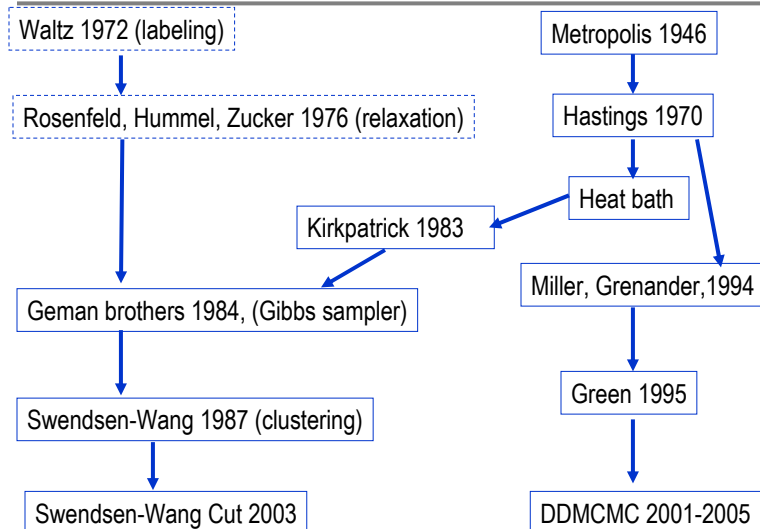 Waltz 1972 (labeling)
Metropolis 1946
Rosenfeld, Hummel, Zucker 1976 (relaxation)
Hastings 1970
Heat bath
Kirkpatrick 1983
Miller, Grenander,1994
Geman brothers 1984, (Gibbs sampler)
Green 1995
Swendsen-Wang 1987 (clustering)
Swendsen-Wang Cut 2003
DDMCMC 2001-2005